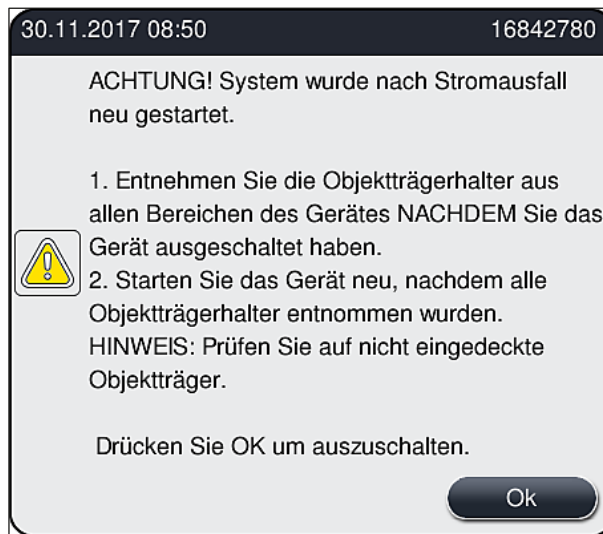 30.11.2017 08:50 16842780
ACHTUNG! System wurde nach Stromausfall
neu gestartet.
1. Entnehmen Sie die Objektträgerhalter aus
allen Bereichen des Gerätes NACHDEM Sie das
Gerät ausgeschaltet haben.
2. Starten Sie das Gerät neu, nachdem alle
Objektträgerhalter entnommen wurden.
HINWEIS: Prüfen Sie auf nicht eingedeckte
Objektträger.
Drücken Sie OK um auszuschalten.
Ok